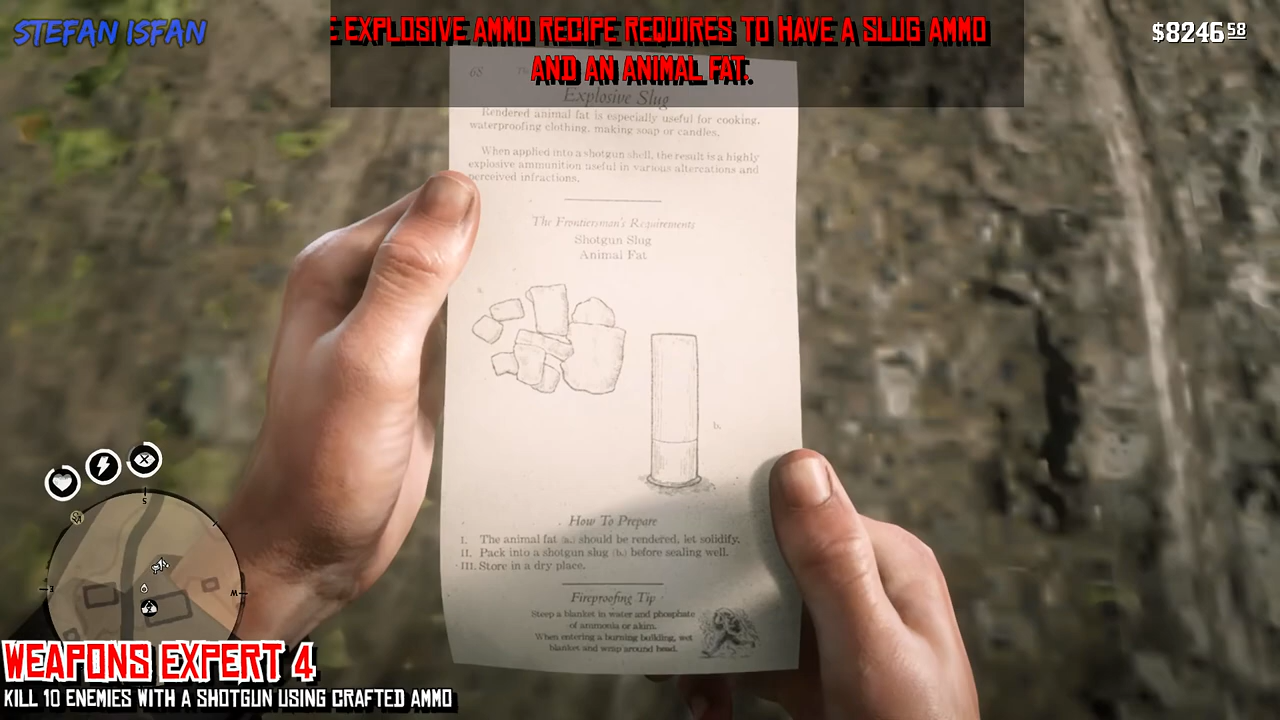 STEFAN ISFAN
E EXPLOSIVE AMMO RECIPE REQUIRES TO HAVE A SLUG AMMO
AND AN ANIMAL FAT.
$8246 58
68
Explosive Slug
Rendered animal fat is especially useful for cooking,
waterproofing clothing, making soap or candles.
When applied into a shotgun shell, the result is a highly
explosive ammunition useful in various altercations and
perceived infractions.
The Frontiersman's Requirements
Shotgun Slug
Animal Fat
b.
How To Prepare
I. The animal fat (a.) should be rendered, let solidify.
II. Pack into a shotgun slug (b.) before sealing well.
III. Store in a dry place.
Fireproofing Tip
Steep a blanket in water and phosphate
of ammonia or alum.
When entering a burning building, wet
blanket and wrap around head.
S
E
W
WEAPONS EXPERT 4
KILL 10 ENEMIES WITH A SHOTGUN USING CRAFTED AMMO